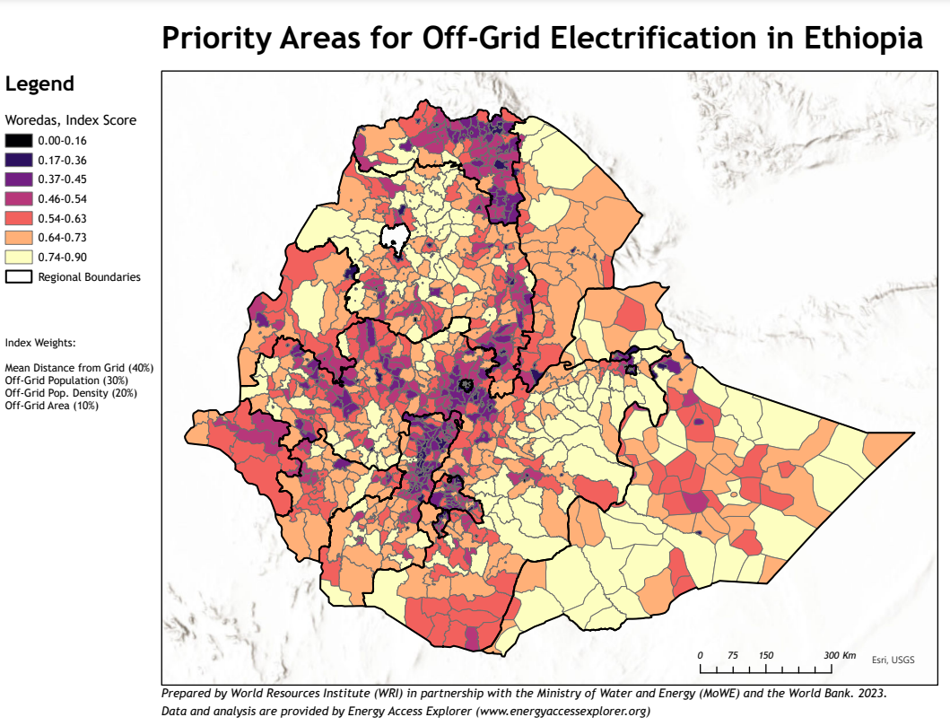 Priority Areas for Off-Grid Electrification in Ethiopia
Legend
Woredas, Index Score
0.00-0.16
0.17-0.36
0.37-0.45
0.46-0.54
0.54-0.63
0.64-0.73
0.74-0.90
Regional Boundaries
Index Weights:
Mean Distance from Grid (40%)
Off-Grid Population (30%)
Off-Grid Pop. Density (20%)
Off-Grid Area (10%)
0 75 150 300 Km
Esri, USGS
Prepared by World Resources Institute (WRI) in partnership with the Ministry of Water and Energy (MoWE) and the World Bank. 2023.
Data and analysis are provided by Energy Access Explorer (www.energyaccessexplorer.org)